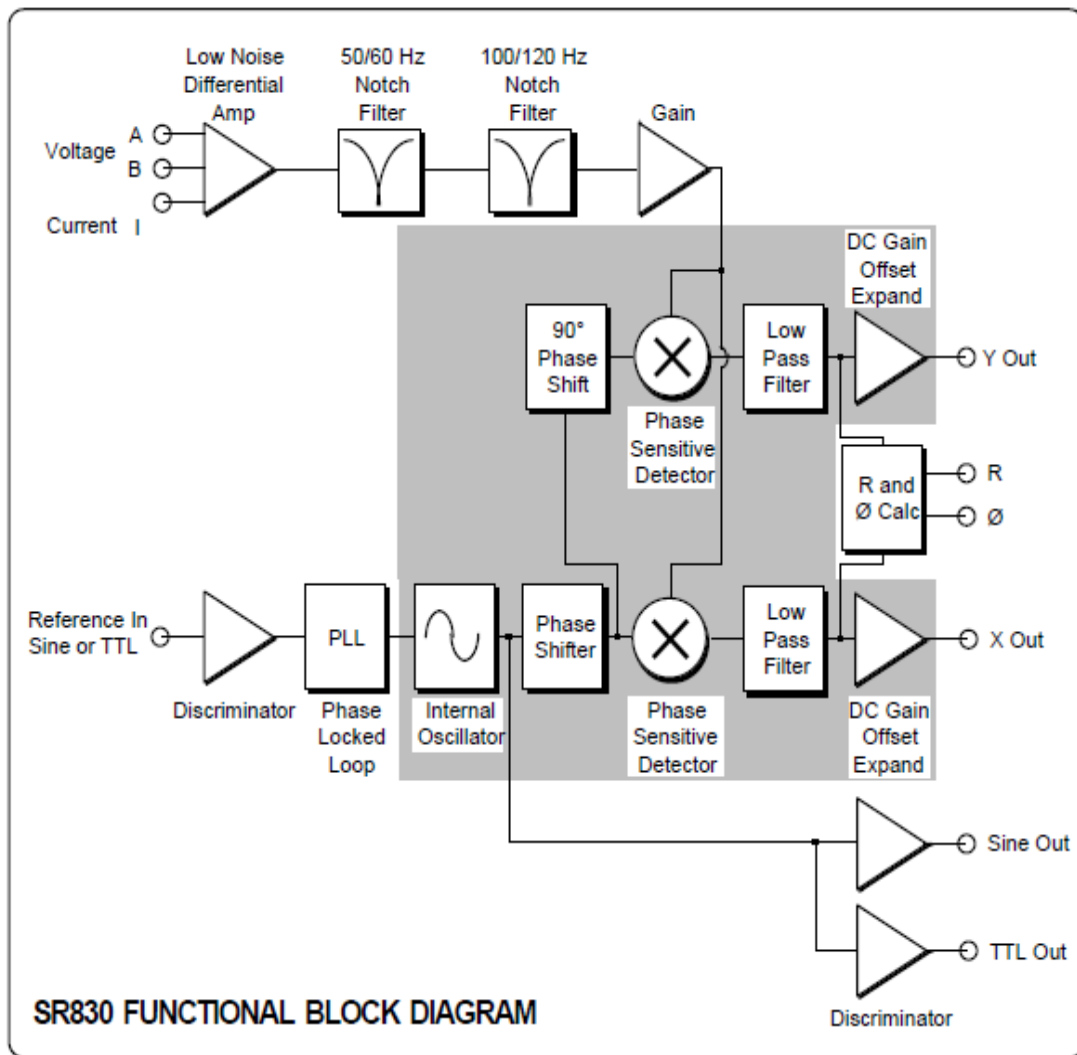 Low Noise
Differential
Amp
50/60 Hz
Notch
Filter
100/120 Hz
Notch
Filter
Gain
Voltage
A
B
Current I
DC Gain
Offset
Expand
90°
Phase
Shift
Low
Pass
Filter
Y Out
Phase
Sensitive
Detector
R and
Ø Calc
R
Ø
Reference In
Sine or TTL
Discriminator
PLL
Phase
Locked
Loop
Internal
Oscillator
Phase
Shifter
Phase
Sensitive
Detector
Low
Pass
Filter
X Out
DC Gain
Offset
Expand
Sine Out
TTL Out
Discriminator
SR830 FUNCTIONAL BLOCK DIAGRAM